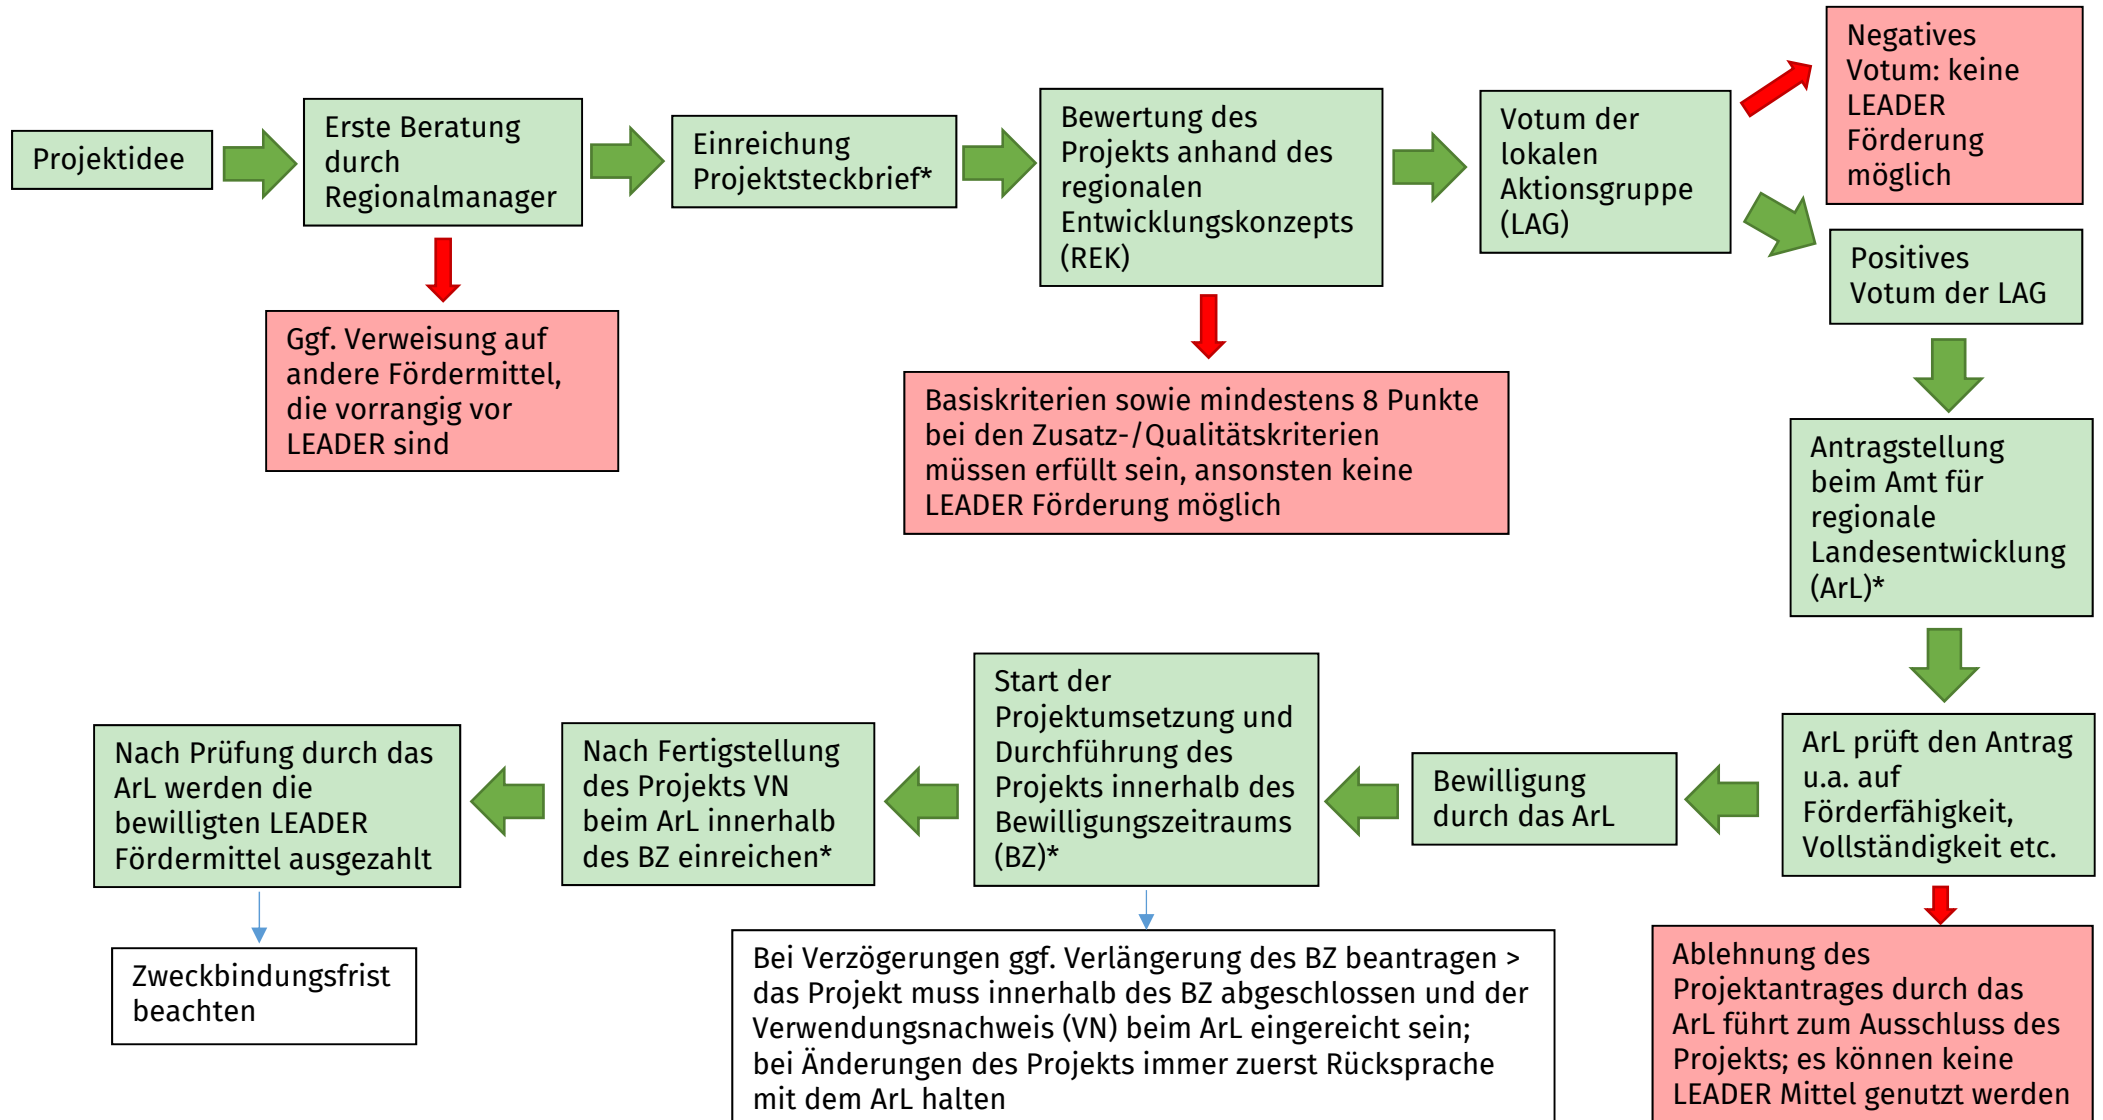 Projektidee
Erste Beratung
durch
Regionalmanager
Ggf. Verweisung auf
andere Fördermittel,
die vorrangig vor
LEADER sind
Einreichung
Projektsteckbrief*
Bewertung des
Projekts anhand des
regionalen
Entwicklungskonzepts
(REK)
Basiskriterien sowie mindestens 8 Punkte
bei den Zusatz-/Qualitätskriterien
müssen erfüllt sein, ansonsten keine
LEADER Förderung möglich
Votum der
lokalen
Aktionsgruppe
(LAG)
Negatives
Votum: keine
LEADER
Förderung
möglich
Positives
Votum der LAG
Antragstellung
beim Amt für
regionale
Landesentwicklung
(ArL)*
ArL prüft den Antrag
u.a. auf
Förderfähigkeit,
Vollständigkeit etc.
Ablehnung des
Projektantrages durch das
ArL führt zum Ausschluss des
Projekts; es können keine
LEADER Mittel genutzt werden
Bewilligung
durch das ArL
Start der
Projektumsetzung und
Durchführung des
Projekts innerhalb des
Bewilligungszeitraums
(BZ)*
Bei Verzögerungen ggf. Verlängerung des BZ beantragen >
das Projekt muss innerhalb des BZ abgeschlossen und der
Verwendungsnachweis (VN) beim ArL eingereicht sein;
bei Änderungen des Projekts immer zuerst Rücksprache
mit dem ArL halten
Nach Fertigstellung
des Projekts VN
beim ArL innerhalb
des BZ einreichen*
Nach Prüfung durch das
ArL werden die
bewilligten LEADER
Fördermittel ausgezahlt
Zweckbindungsfrist
beachten